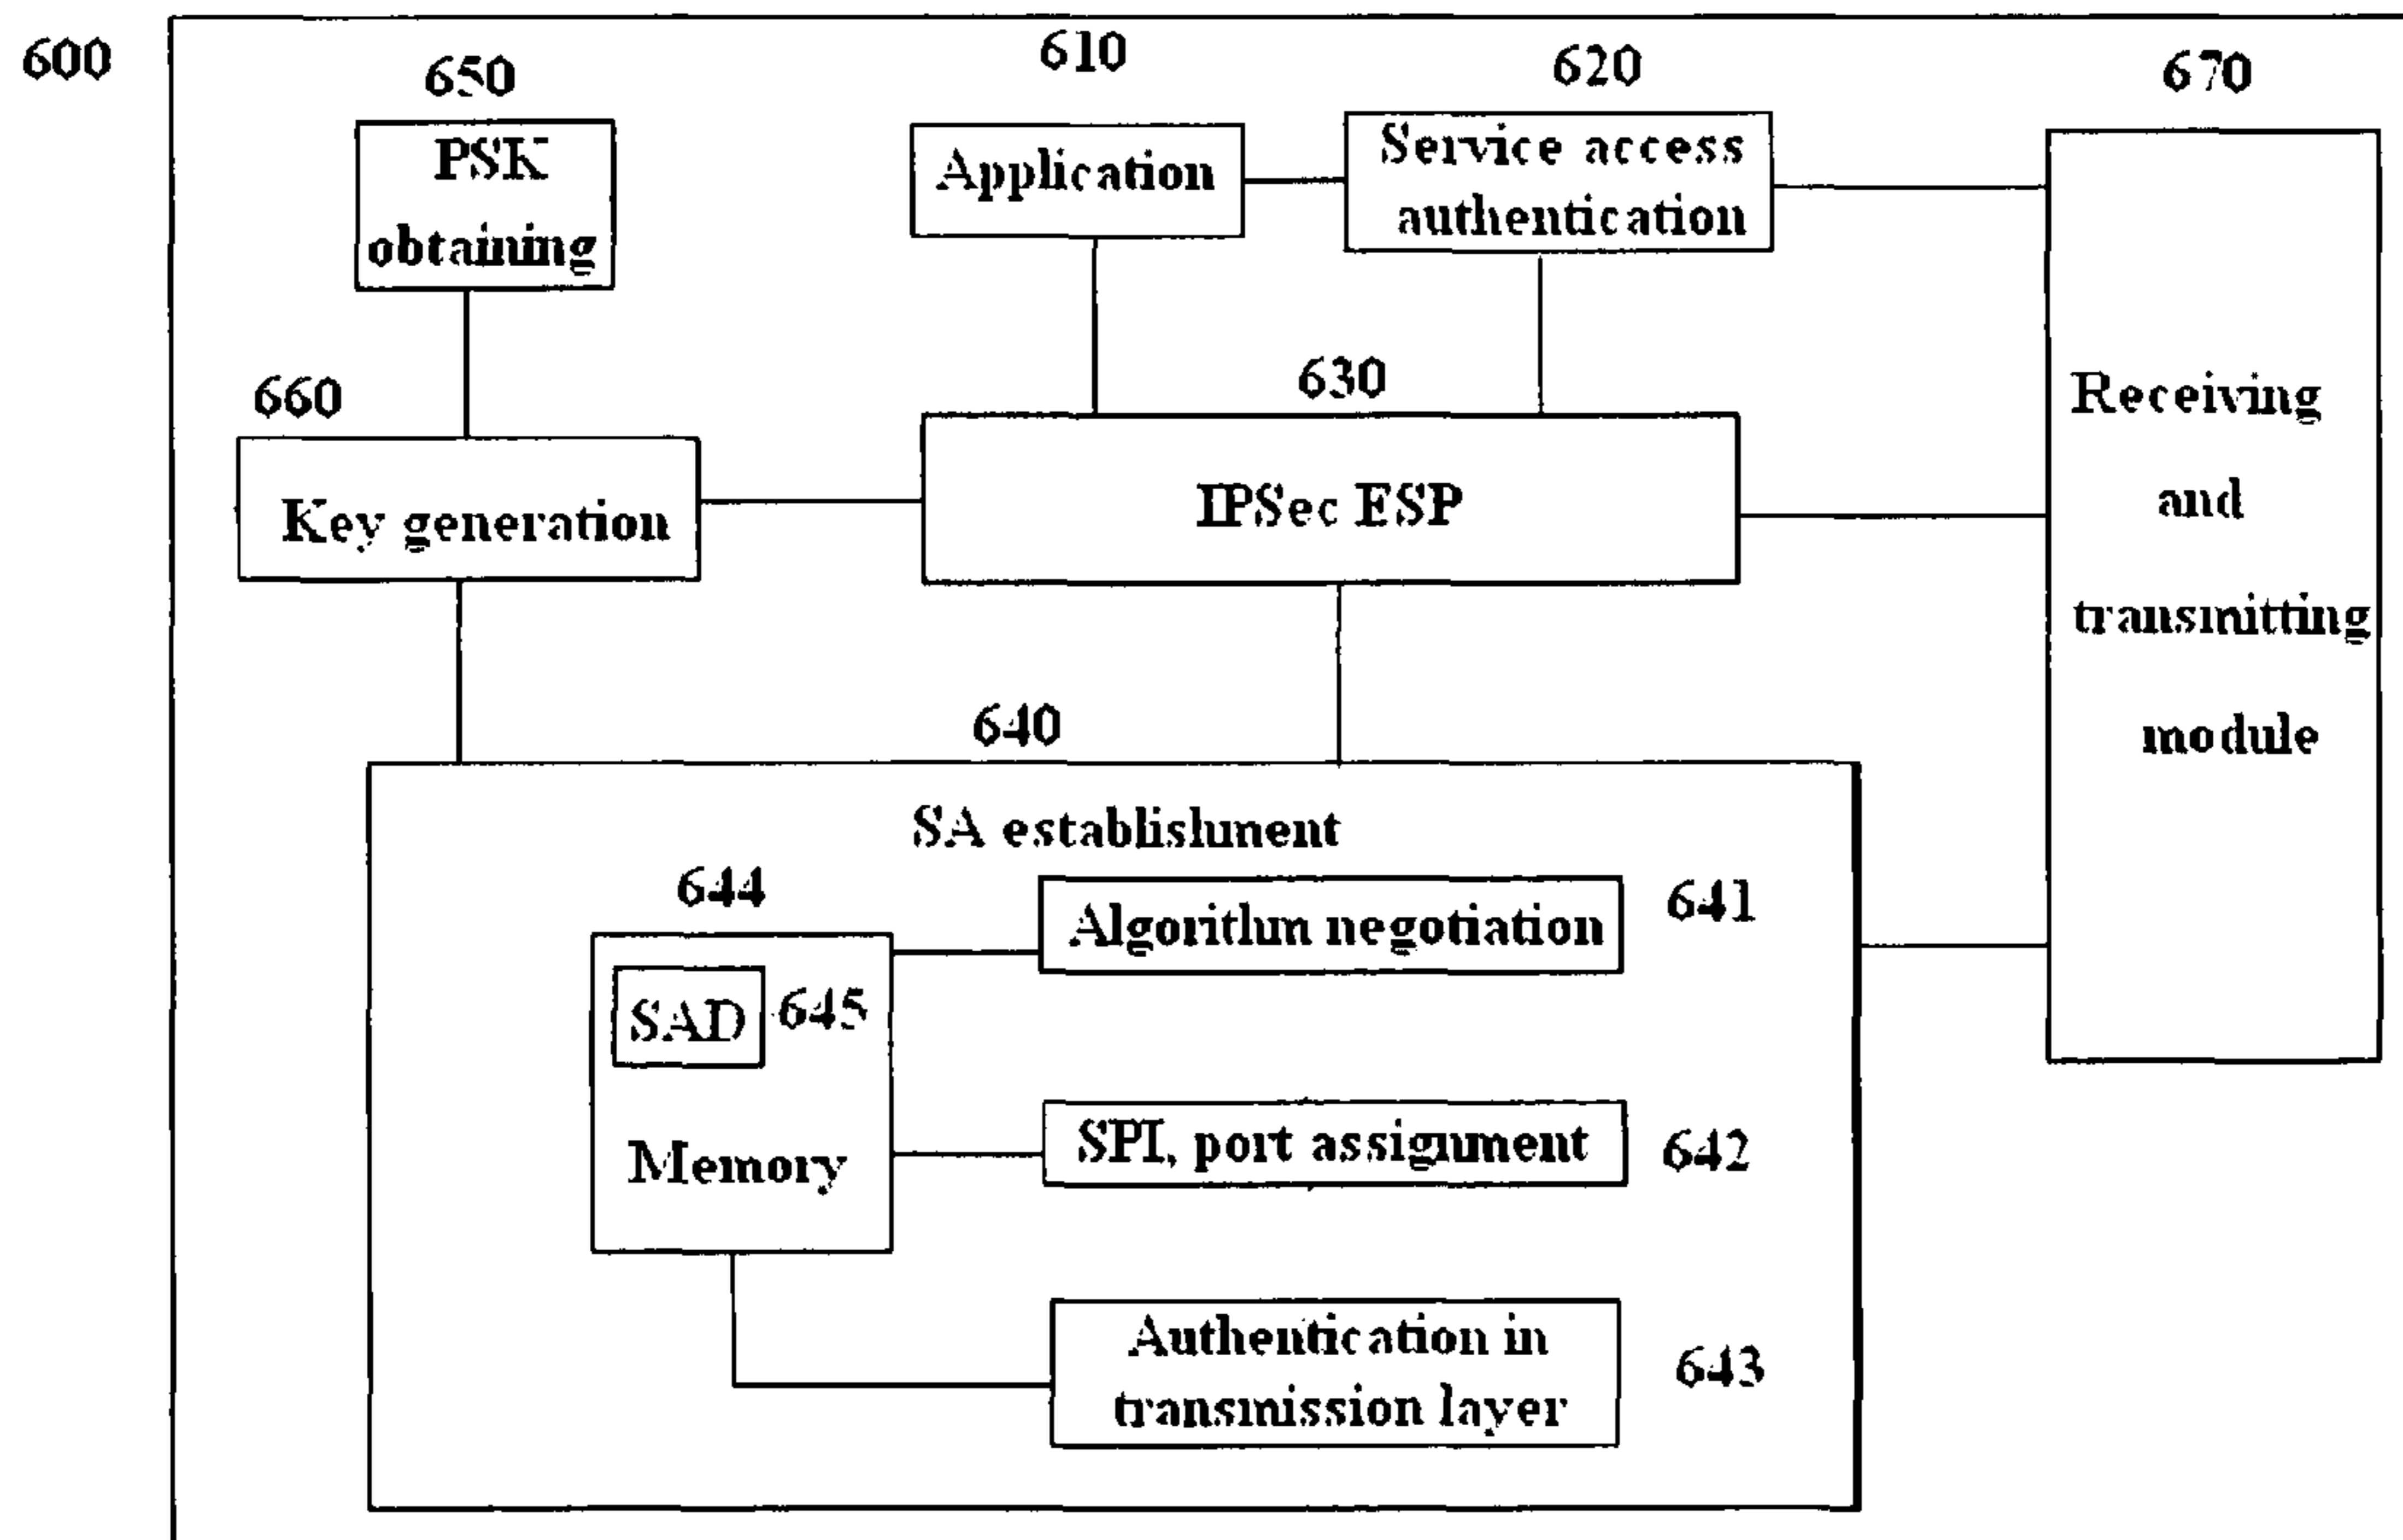 600
650
610
620
670
PSK
obtaining
Application
Service access
authentication
660
630
Key generation
IPSec ESP
Receiving
and
transmitting
module
640
SA establishment
644
Algorithm negotiation
641
SAD
645
Memory
SPI, port assignment
642
Authentication in
transmission layer
643